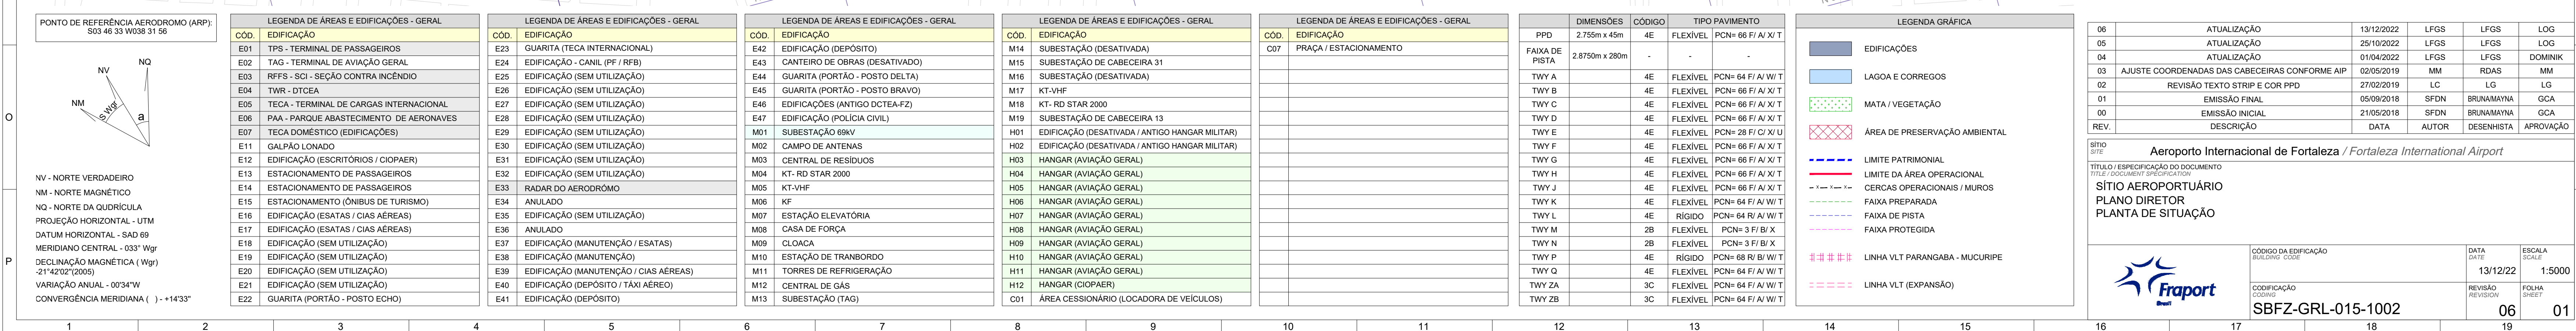 PONTO DE REFERÊNCIA AERODROMO (ARP):
S03 46 33 W038 31 56
NV
NQ
NM
S Wgr
a
NV - NORTE VERDADEIRO
NM - NORTE MAGNÉTICO
NQ - NORTE DA QUDRÍCULA
PROJEÇÃO HORIZONTAL - UTM
DATUM HORIZONTAL - SAD 69
MERIDIANO CENTRAL - 033° Wgr
DECLINAÇÃO MAGNÉTICA ( Wgr)
-21°42'02"(2005)
VARIAÇÃO ANUAL - 00'34"W
CONVERGÊNCIA MERIDIANA ( ) - +14'33"
LEGENDA DE ÁREAS E EDIFICAÇÕES - GERAL
CÓD. EDIFICAÇÃO
E01 TPS - TERMINAL DE PASSAGEIROS
E02 TAG - TERMINAL DE AVIAÇÃO GERAL
E03 RFFS - SCI - SEÇÃO CONTRA INCÊNDIO
E04 TWR - DTCEA
E05 TECA - TERMINAL DE CARGAS INTERNACIONAL
E06 PAA - PARQUE ABASTECIMENTO DE AERONAVES
E07 TECA DOMÉSTICO (EDIFICAÇÕES)
E11 GALPÃO LONADO
E12 EDIFICAÇÃO (ESCRITÓRIOS / CIOPAER)
E13 ESTACIONAMENTO DE PASSAGEIROS
E14 ESTACIONAMENTO DE PASSAGEIROS
E15 ESTACIONAMENTO (ÔNIBUS DE TURISMO)
E16 EDIFICAÇÃO (ESATAS / CIAS AÉREAS)
E17 EDIFICAÇÃO (ESATAS / CIAS AÉREAS)
E18 EDIFICAÇÃO (SEM UTILIZAÇÃO)
E19 EDIFICAÇÃO (SEM UTILIZAÇÃO)
E20 EDIFICAÇÃO (SEM UTILIZAÇÃO)
E21 EDIFICAÇÃO (SEM UTILIZAÇÃO)
E22 GUARITA (PORTÃO - POSTO ECHO)
LEGENDA DE ÁREAS E EDIFICAÇÕES - GERAL
CÓD. EDIFICAÇÃO
E23 GUARITA (TECA INTERNACIONAL)
E24 EDIFICAÇÃO - CANIL (PF / RFB)
E25 EDIFICAÇÃO (SEM UTILIZAÇÃO)
E26 EDIFICAÇÃO (SEM UTILIZAÇÃO)
E27 EDIFICAÇÃO (SEM UTILIZAÇÃO)
E28 EDIFICAÇÃO (SEM UTILIZAÇÃO)
E29 EDIFICAÇÃO (SEM UTILIZAÇÃO)
E30 EDIFICAÇÃO (SEM UTILIZAÇÃO)
E31 EDIFICAÇÃO (SEM UTILIZAÇÃO)
E32 EDIFICAÇÃO (SEM UTILIZAÇÃO)
E33 RADAR DO AERODRÓMO
E34 ANULADO
E35 EDIFICAÇÃO (SEM UTILIZAÇÃO)
E36 ANULADO
E37 EDIFICAÇÃO (MANUTENÇÃO / ESATAS)
E38 EDIFICAÇÃO (MANUTENÇÃO)
E39 EDIFICAÇÃO (MANUTENÇÃO / CIAS AÉREAS)
E40 EDIFICAÇÃO (DEPÓSITO / TÁXI AÉREO)
E41 EDIFICAÇÃO (DEPÓSITO)
LEGENDA DE ÁREAS E EDIFICAÇÕES - GERAL
CÓD. EDIFICAÇÃO
E42 EDIFICAÇÃO (DEPÓSITO)
E43 CANTEIRO DE OBRAS (DESATIVADO)
E44 GUARITA (PORTÃO - POSTO DELTA)
E45 GUARITA (PORTÃO - POSTO BRAVO)
E46 EDIFICAÇÕES (ANTIGO DCTEA-FZ)
E47 EDIFICAÇÃO (POLÍCIA CIVIL)
M01 SUBESTAÇÃO 69kV
M02 CAMPO DE ANTENAS
M03 CENTRAL DE RESÍDUOS
M04 KT- RD STAR 2000
M05 KT-VHF
M06 KF
M07 ESTAÇÃO ELEVATÓRIA
M08 CASA DE FORÇA
M09 CLOACA
M10 ESTAÇÃO DE TRANBORDO
M11 TORRES DE REFRIGERAÇÃO
M12 CENTRAL DE GÁS
M13 SUBESTAÇÃO (TAG)
LEGENDA DE ÁREAS E EDIFICAÇÕES - GERAL
CÓD. EDIFICAÇÃO
M14 SUBESTAÇÃO (DESATIVADA)
M15 SUBESTAÇÃO DE CABECEIRA 31
M16 SUBESTAÇÃO (DESATIVADA)
M17 KT-VHF
M18 KT- RD STAR 2000
M19 SUBESTAÇÃO DE CABECEIRA 13
H01 EDIFICAÇÃO (DESATIVADA / ANTIGO HANGAR MILITAR)
H02 EDIFICAÇÃO (DESATIVADA / ANTIGO HANGAR MILITAR)
H03 HANGAR (AVIAÇÃO GERAL)
H04 HANGAR (AVIAÇÃO GERAL)
H05 HANGAR (AVIAÇÃO GERAL)
H06 HANGAR (AVIAÇÃO GERAL)
H07 HANGAR (AVIAÇÃO GERAL)
H08 HANGAR (AVIAÇÃO GERAL)
H09 HANGAR (AVIAÇÃO GERAL)
H10 HANGAR (AVIAÇÃO GERAL)
H11 HANGAR (AVIAÇÃO GERAL)
H12 HANGAR (CIOPAER)
C01 ÁREA CESSIONÁRIO (LOCADORA DE VEÍCULOS)
LEGENDA DE ÁREAS E EDIFICAÇÕES - GERAL
CÓD. EDIFICAÇÃO
C07 PRAÇA / ESTACIONAMENTO
DIMENSÕES CÓDIGO TIPO PAVIMENTO
PPD 2.755m x 45m 4E FLEXÍVEL PCN= 66 F/ A/ X/ T
FAIXA DE PISTA 2.8750m x 280m - - -
TWY A 4E FLEXÍVEL PCN= 64 F/ A/ W/ T
TWY B 4E FLEXÍVEL PCN= 66 F/ A/ X/ T
TWY C 4E FLEXÍVEL PCN= 66 F/ A/ X/ T
TWY D 4E FLEXÍVEL PCN= 66 F/ A/ X/ T
TWY E 4E FLEXÍVEL PCN= 28 F/ C/ X/ U
TWY F 4E FLEXÍVEL PCN= 66 F/ A/ X/ T
TWY G 4E FLEXÍVEL PCN= 66 F/ A/ X/ T
TWY H 4E FLEXÍVEL PCN= 66 F/ A/ X/ T
TWY J 4E FLEXÍVEL PCN= 66 F/ A/ X/ T
TWY K 4E FLEXÍVEL PCN= 64 F/ A/ W/ T
TWY L 4E RÍGIDO PCN= 64 R/ A/ W/ T
TWY M 2B FLEXÍVEL PCN= 3 F/ B/ X
TWY N 2B FLEXÍVEL PCN= 3 F/ B/ X
TWY P 4E RÍGIDO PCN= 68 R/ B/ W/ T
TWY Q 4E FLEXÍVEL PCN= 64 F/ A/ W/ T
TWY ZA 3C FLEXÍVEL PCN= 64 F/ A/ W/ T
TWY ZB 3C FLEXÍVEL PCN= 64 F/ A/ W/ T
LEGENDA GRÁFICA
EDIFICAÇÕES
LAGOA E CORREGOS
MATA / VEGETAÇÃO
ÁREA DE PRESERVAÇÃO AMBIENTAL
LIMITE PATRIMONIAL
LIMITE DA ÁREA OPERACIONAL
CERCAS OPERACIONAIS / MUROS
FAIXA PREPARADA
FAIXA DE PISTA
FAIXA PROTEGIDA
LINHA VLT PARANGABA - MUCURIPE
LINHA VLT (EXPANSÃO)
06 ATUALIZAÇÃO 13/12/2022 LFGS LFGS LOG
05 ATUALIZAÇÃO 25/10/2022 LFGS LFGS LOG
04 ATUALIZAÇÃO 01/04/2022 LFGS LFGS DOMINIK
03 AJUSTE COORDENADAS DAS CABECEIRAS CONFORME AIP 02/05/2019 MM RDAS MM
02 REVISÃO TEXTO STRIP E COR PPD 27/02/2019 LC LG LG
01 EMISSÃO FINAL 05/09/2018 SFDN BRUNA/MAYNA GCA
00 EMISSÃO INICIAL 21/05/2018 SFDN BRUNA/MAYNA GCA
REV. DESCRIÇÃO DATA AUTOR DESENHISTA APROVAÇÃO
SÍTIO
SITE
Aeroporto Internacional de Fortaleza / Fortaleza International Airport
TÍTULO / ESPECIFICAÇÃO DO DOCUMENTO
TITLE / DOCUMENT SPECIFICATION
SÍTIO AEROPORTUÁRIO
PLANO DIRETOR
PLANTA DE SITUAÇÃO
Fraport
Brasil
CÓDIGO DA EDIFICAÇÃO
BUILDING CODE
DATA
DATE
13/12/22
ESCALA
SCALE
1:5000
CODIFICAÇÃO
CODING
SBFZ-GRL-015-1002
REVISÃO
REVISION
06
FOLHA
SHEET
01
O
P
1 2 3 4 5 6 7 8 9 10 11 12 13 14 15 16 17 18 19